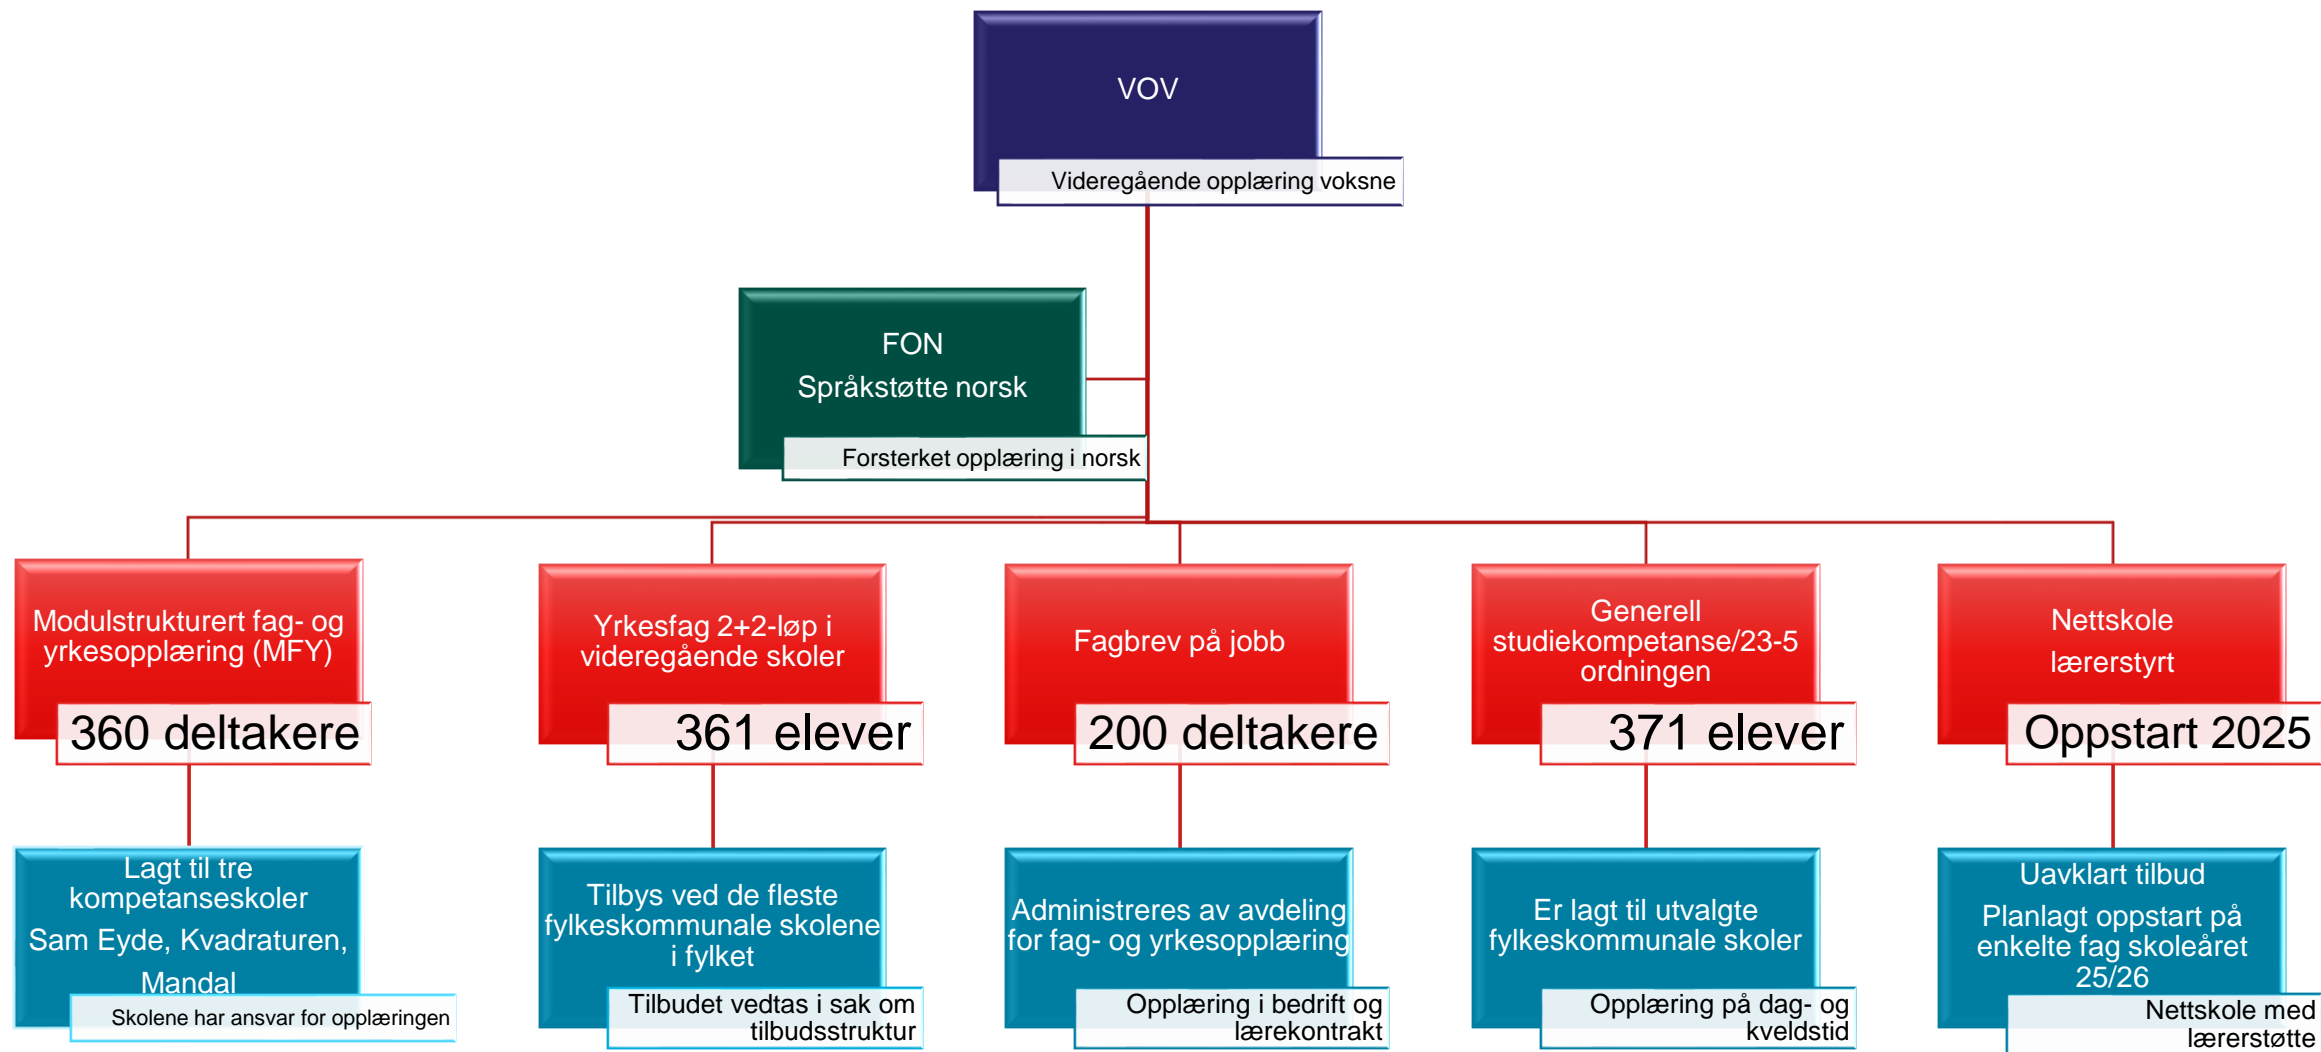 VOV
Videregående opplæring voksne
FON
Språkstøtte norsk
Forsterket opplæring i norsk
Modulstrukturert fag- og
yrkesopplæring (MFY)
360 deltakere
Yrkesfag 2+2-løp i
videregående skoler
361 elever
Fagbrev på jobb
200 deltakere
Generell
studiekompetanse/23-5
ordningen
371 elever
Nettskole
lærerstyrt
Oppstart 2025
Lagt til tre
kompetanseskoler
Sam Eyde, Kvadraturen,
Mandal
Skolene har ansvar for opplæringen
Tilbys ved de fleste
fylkeskommunale skolene
i fylket
Tilbudet vedtas i sak om
tilbudsstruktur
Administreres av avdeling
for fag- og yrkesopplæring
Opplæring i bedrift og
lærekontrakt
Er lagt til utvalgte
fylkeskommunale skoler
Opplæring på dag- og
kveldstid
Uavklart tilbud
Planlagt oppstart på
enkelte fag skoleåret
25/26
Nettskole med
lærerstøtte